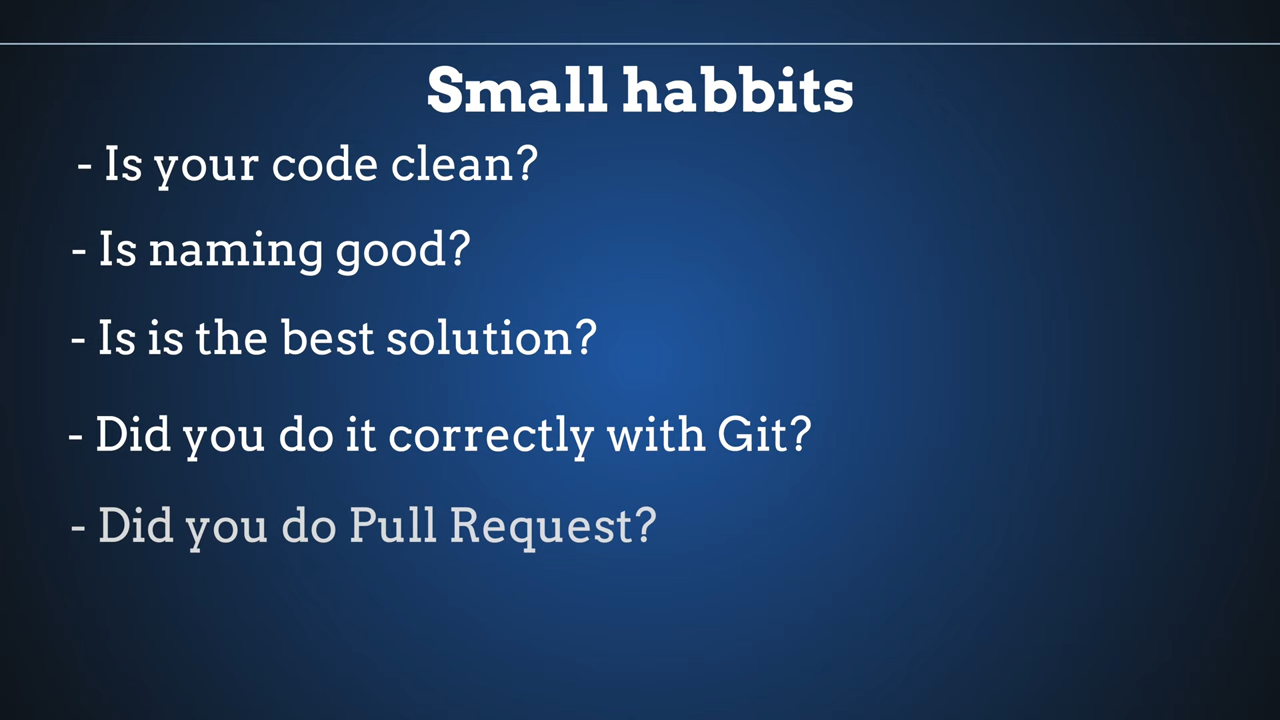 Small habbits
- Is your code clean?
- Is naming good?
- Is is the best solution?
- Did you do it correctly with Git?
- Did you do Pull Request?